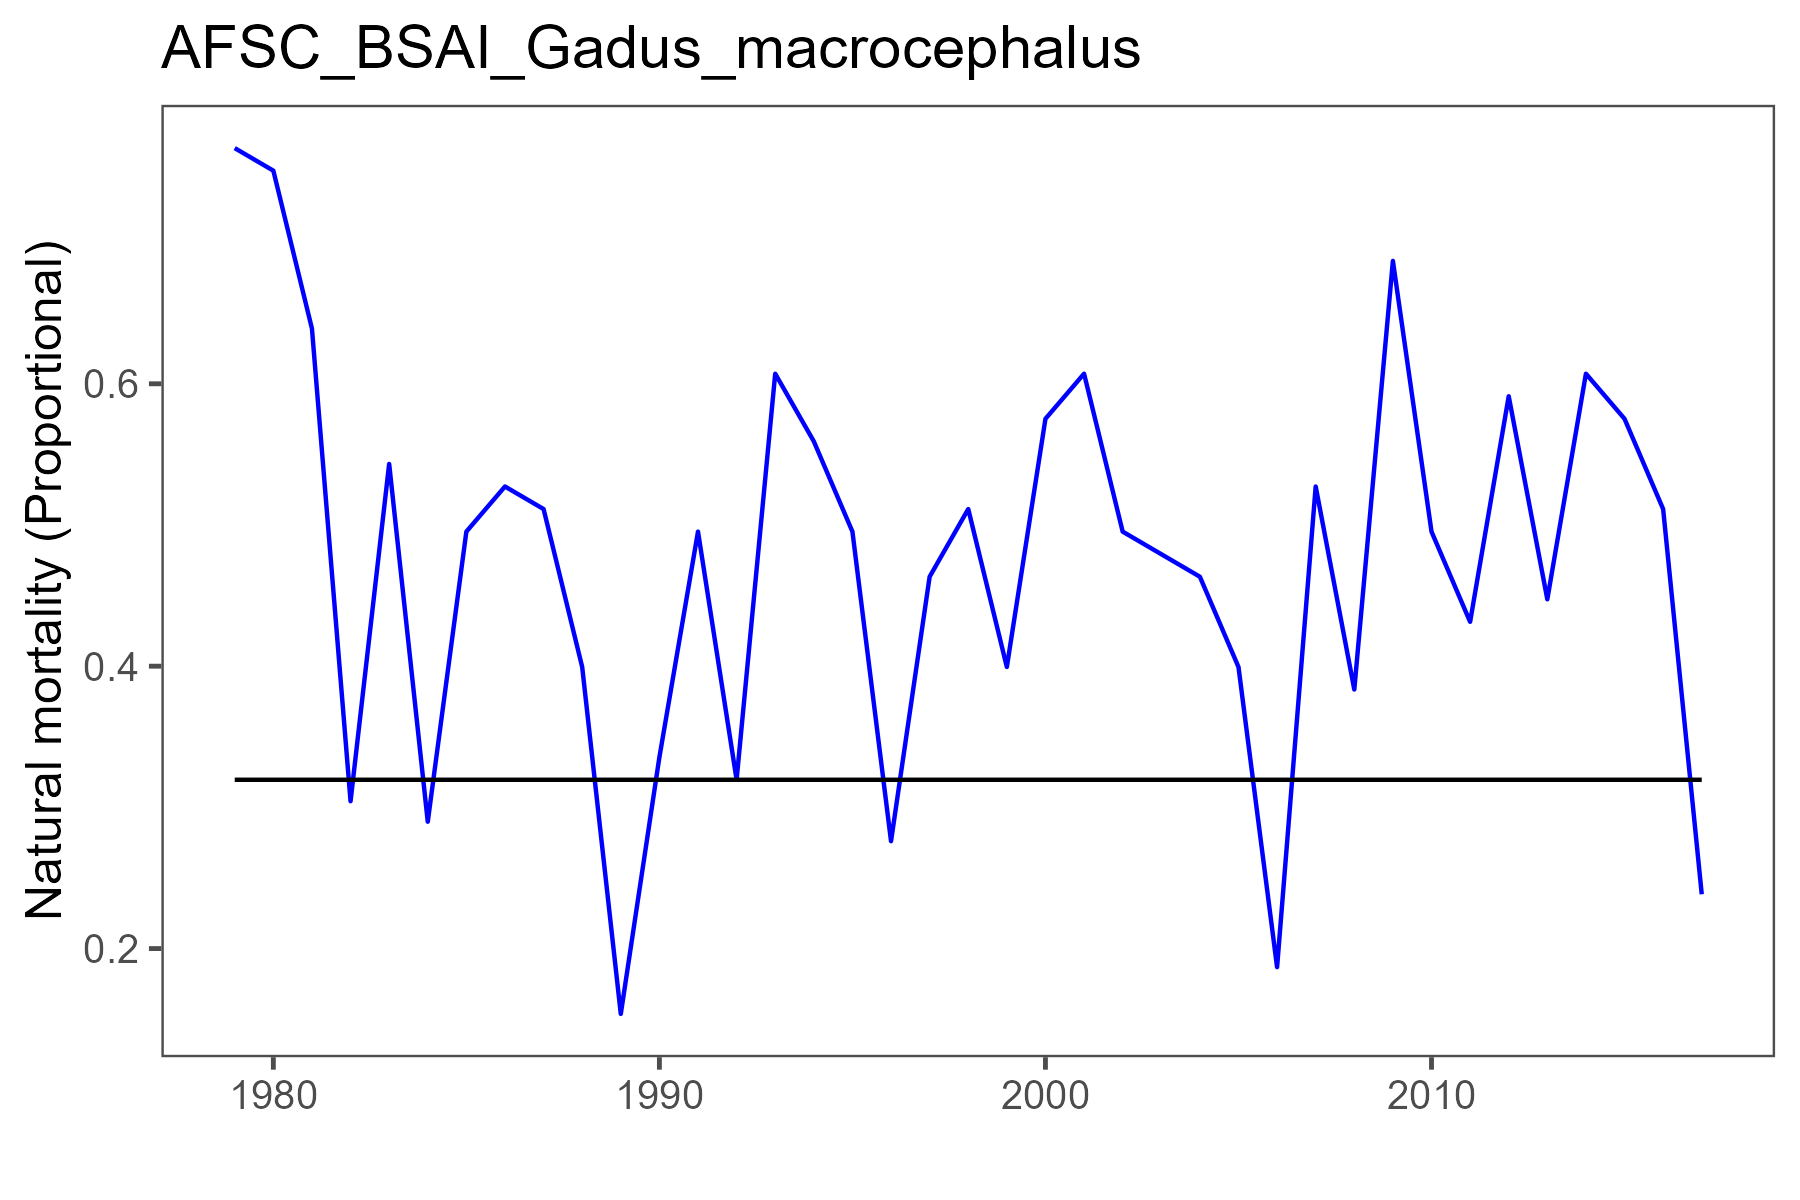 AFSC_BSAI_Gadus_macrocephalus
Natural mortality (Proportional)
0.6
0.4
0.2
1980 1990 2000 2010